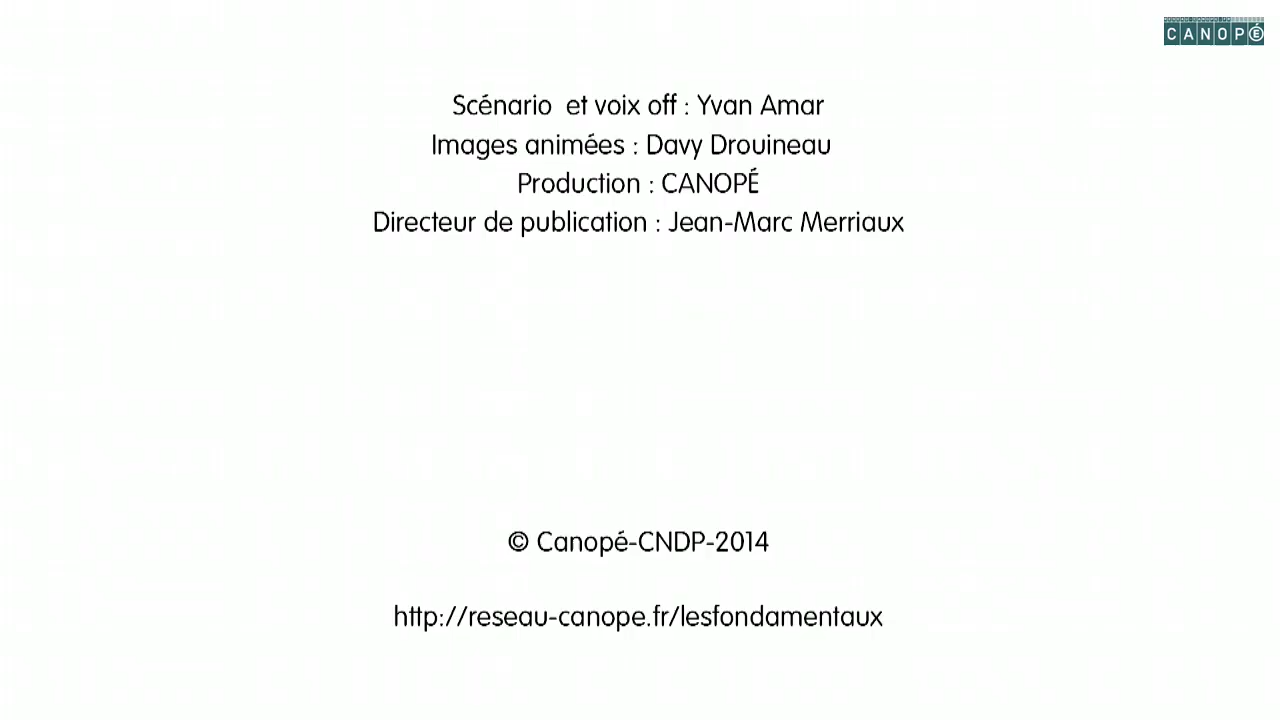 CANOPÉ
Scénario et voix off : Yvan Amar
Images animées : Davy Drouineau
Production : CANOPÉ
Directeur de publication : Jean-Marc Merriaux
© Canopé-CNDP-2014
http://reseau-canope.fr/lesfondamentaux